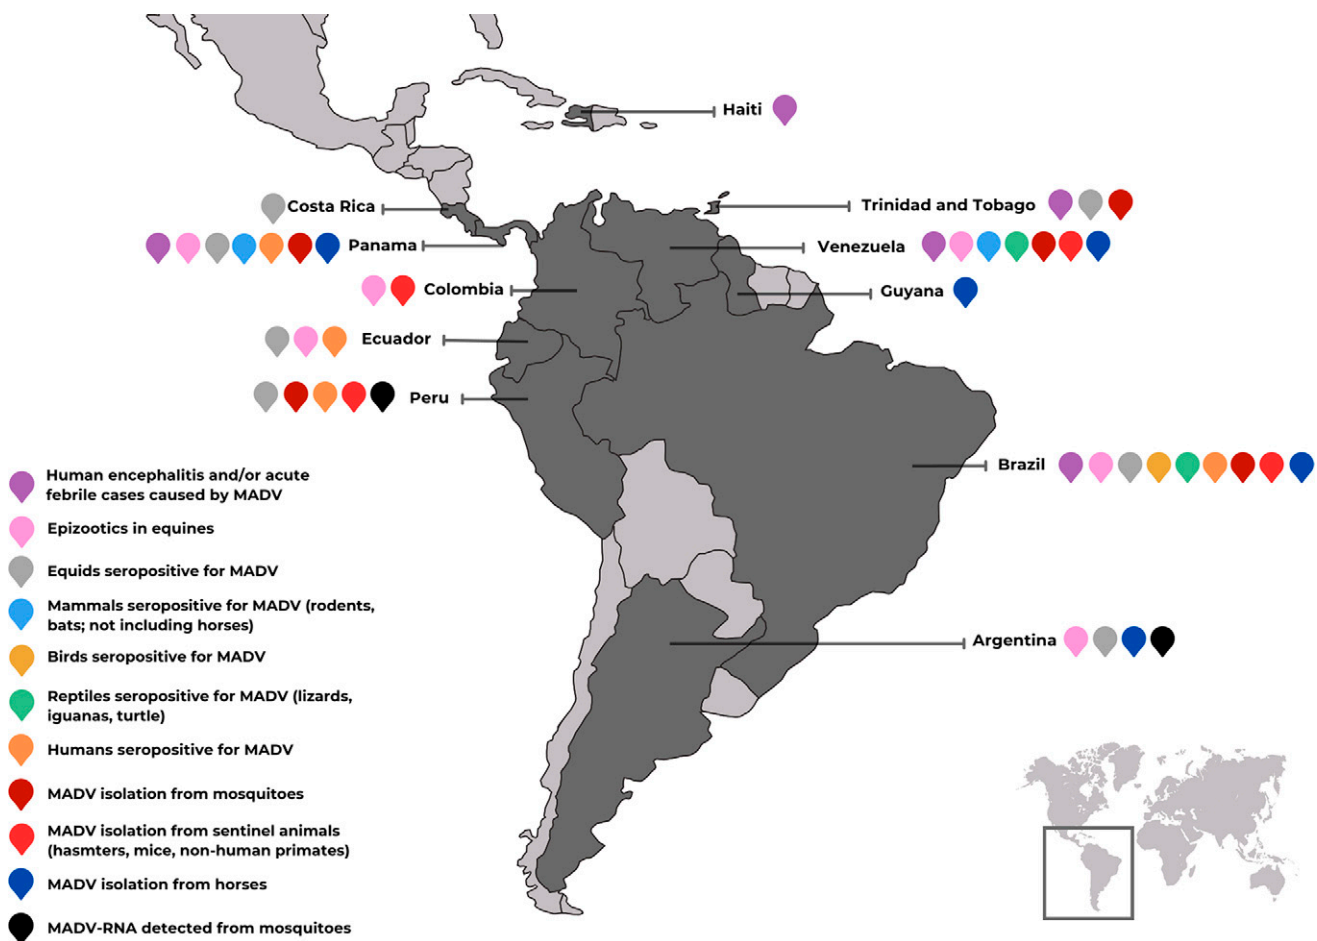 Haiti
Costa Rica
Trinidad and Tobago
Panama
Venezuela
Colombia
Guyana
Ecuador
Peru
Brazil
Argentina
Human encephalitis and/or acute
febrile cases caused by MADV
Epizootics in equines
Equids seropositive for MADV
Mammals seropositive for MADV (rodents,
bats; not including horses)
Birds seropositive for MADV
Reptiles seropositive for MADV (lizards,
iguanas, turtle)
Humans seropositive for MADV
MADV isolation from mosquitoes
MADV isolation from sentinel animals
(hasmters, mice, non-human primates)
MADV isolation from horses
MADV-RNA detected from mosquitoes